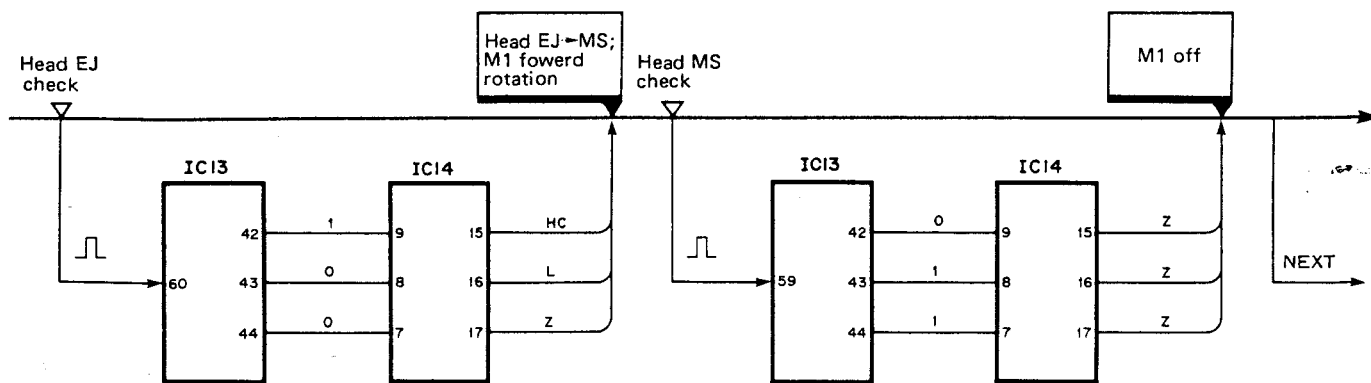 Head EJ
check
Head EJ→MS;
M1 fowerd
rotation
Head MS
check
M1 off
IC13
IC14
42 1 9 15 HC
60 43 0 8 16 L
44 0 7 17 Z
IC13
IC14
42 0 9 15 Z
59 43 1 8 16 Z
44 1 7 17 Z
NEXT